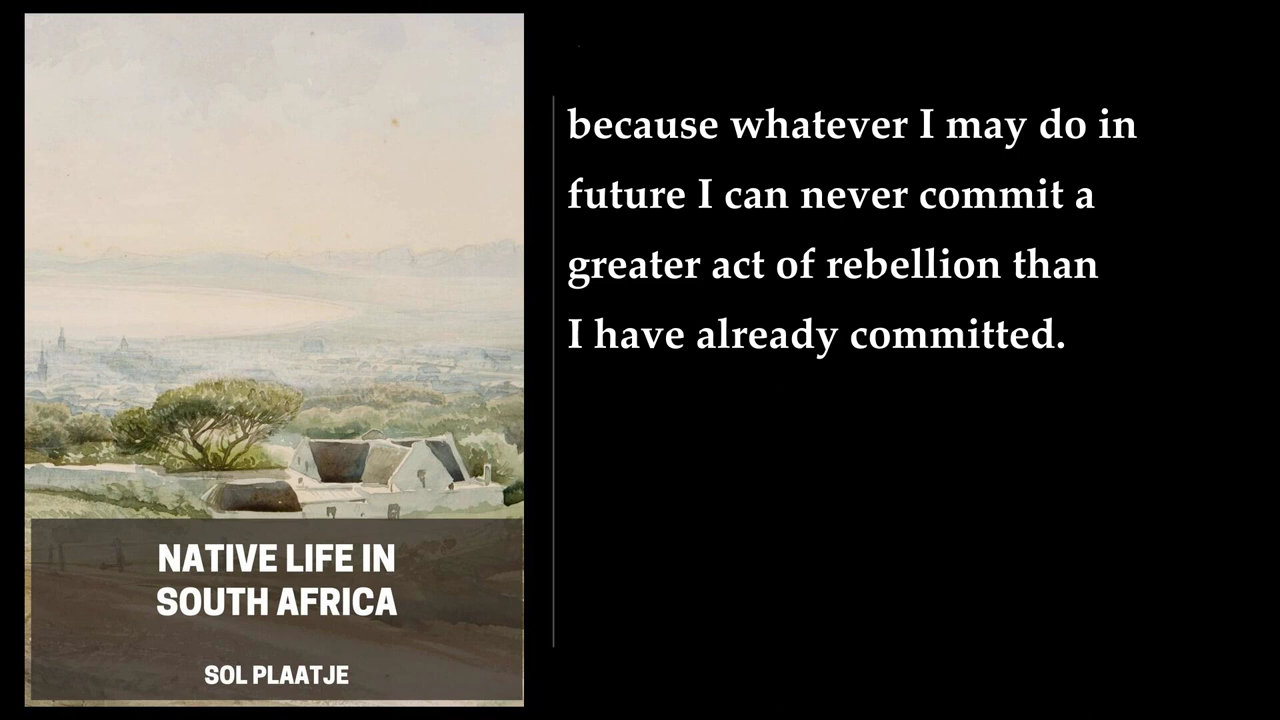 because whatever I may do in
future I can never commit a
greater act of rebellion than
I have already committed.
NATIVE LIFE IN
SOUTH AFRICA
SOL PLAATJE